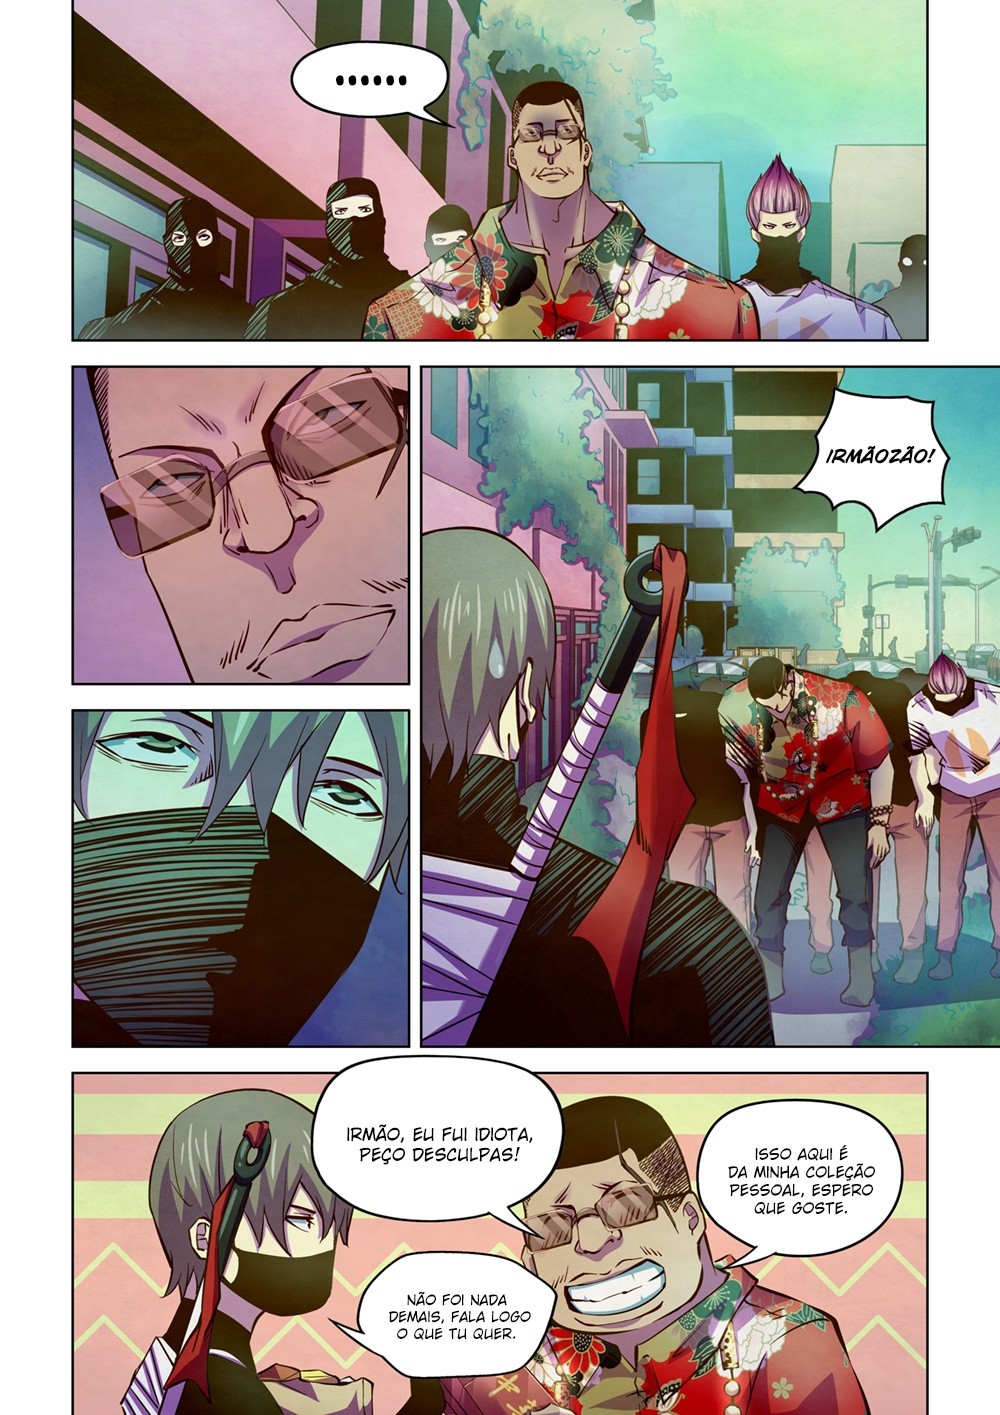 ......
IRMÃOZÃO!
IRMÃO, EU FUI IDIOTA,
PEÇO DESCULPAS!
ISSO AQUI É
DA MINHA COLEÇÃO
PESSOAL, ESPERO
QUE GOSTE.
NÃO FOI NADA
DEMAIS, FALA LOGO
O QUE TU QUER.